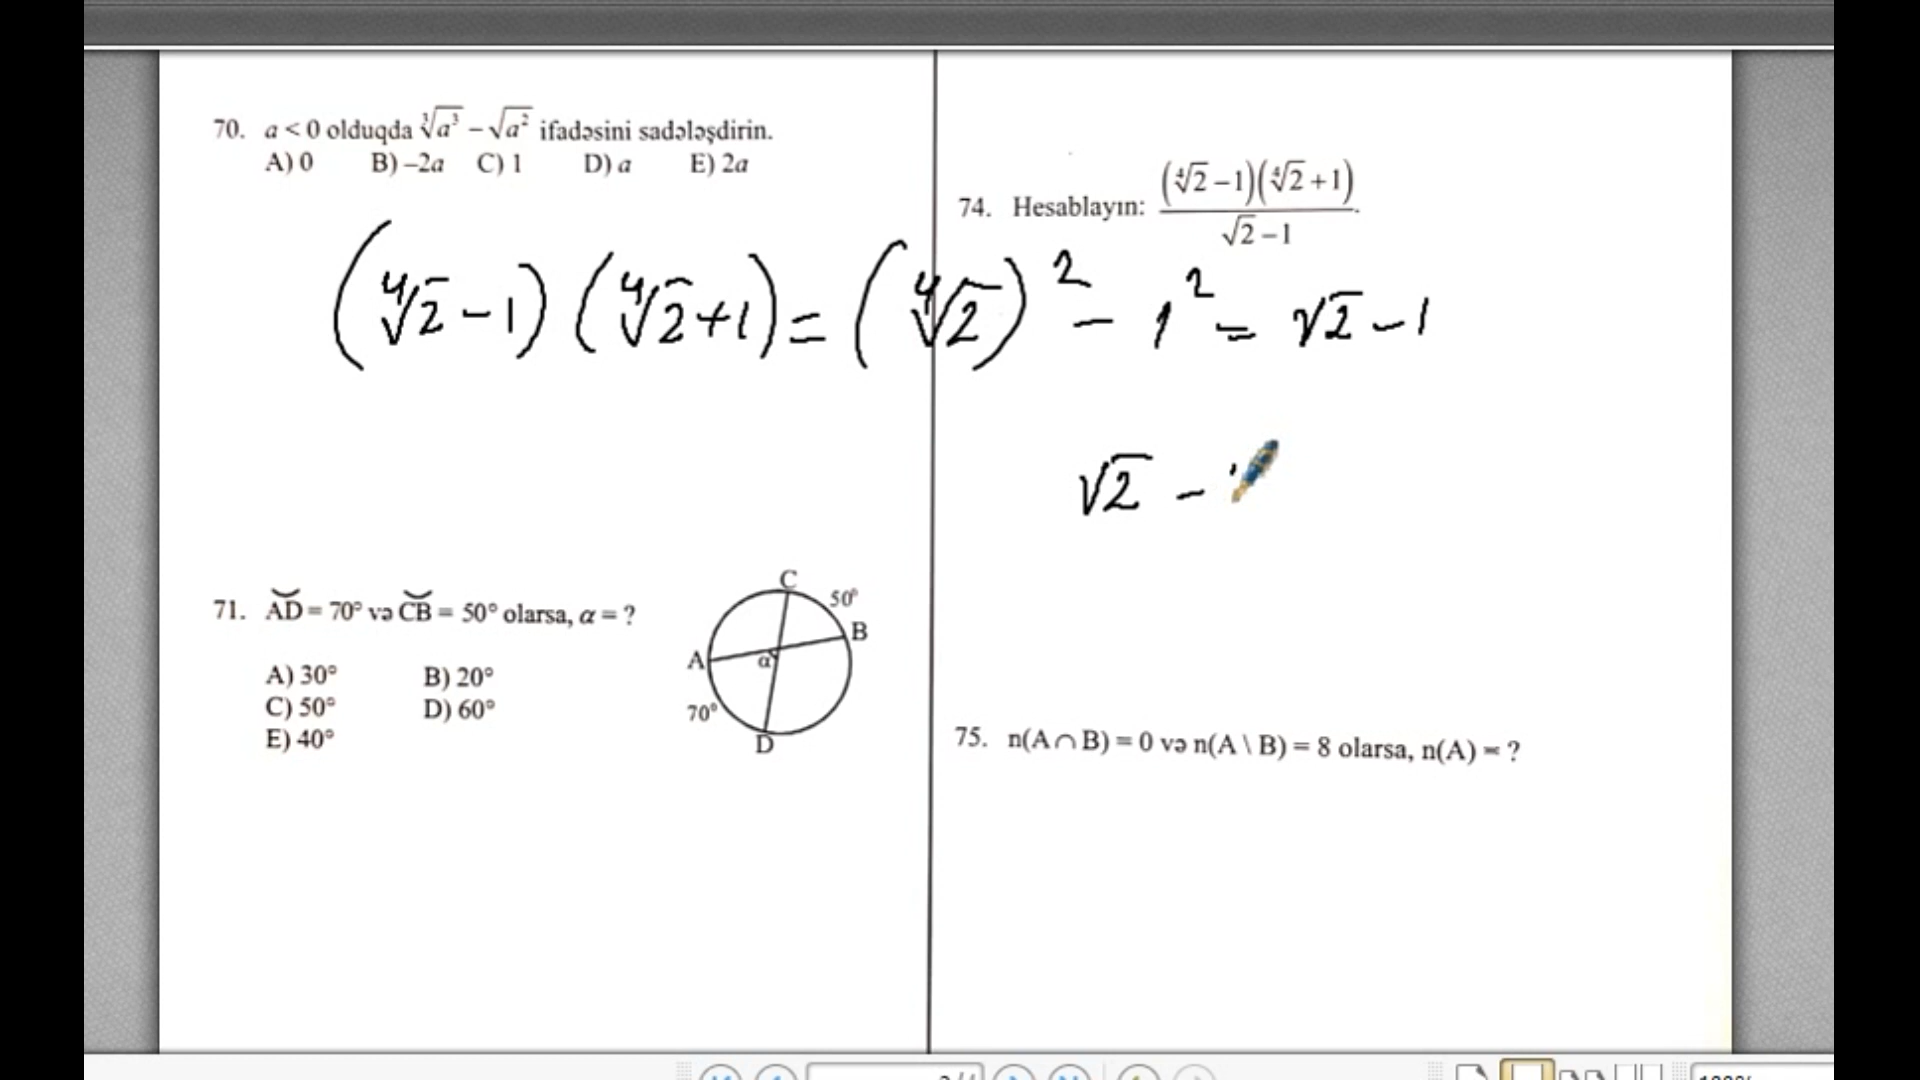 70. a < 0 olduqda ∛a³ − √a² ifadəsini sadələşdirin.
A) 0 B) –2a C) 1 D) a E) 2a
74. Hesablayın: (∜2 − 1)(∜2 + 1) / √2 − 1.
(∜2 − 1) (∜2 + 1) = (∜2)² − 1² = √2 − 1
√2 −
71. AD = 70° və CB = 50° olarsa, α = ?
A) 30° B) 20°
C) 50° D) 60°
E) 40°
C
50°
B
A
α
70°
D
75. n(A∩B) = 0 və n(A \ B) = 8 olarsa, n(A) = ?